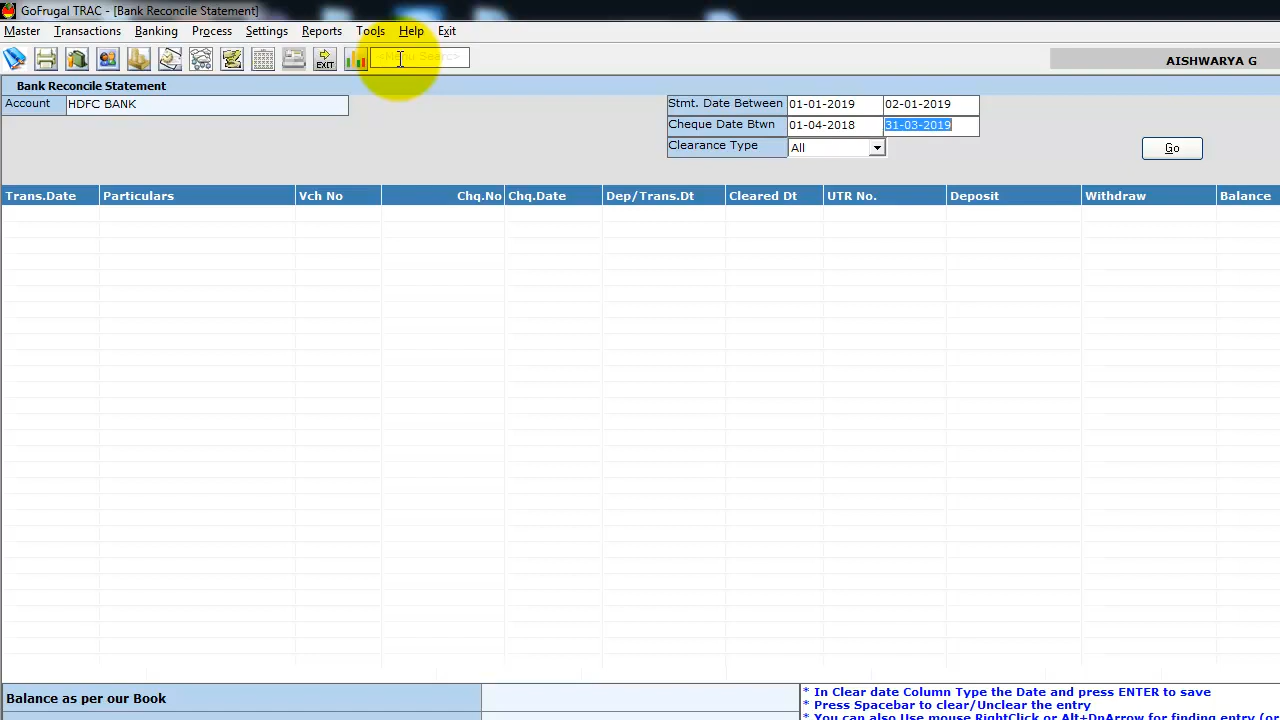 GoFrugal TRAC - [Bank Reconcile Statement]
Master Transactions Banking Process Settings Reports Tools Help Exit
EXIT <Menu Search> AISHWARYA G
Bank Reconcile Statement
Account HDFC BANK Stmt. Date Between 01-01-2019 02-01-2019
Cheque Date Btwn 01-04-2018 31-03-2019
Clearance Type All Go
Trans.Date Particulars Vch No Chq.No Chq.Date Dep/Trans.Dt Cleared Dt UTR No. Deposit Withdraw Balance
Balance as per our Book
* In Clear date Column Type the Date and press ENTER to save
* Press Spacebar to clear/Unclear the entry
* You can also Use mouse RightClick or Alt+DnArrow for finding entry (or